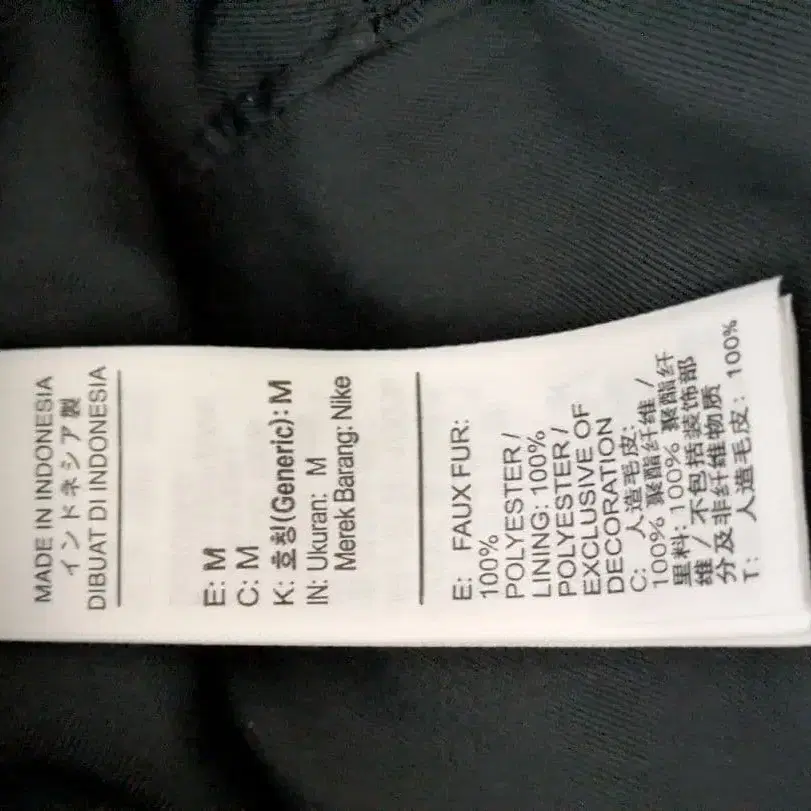 MADE IN INDONESIA
インドネシア製
DIBUAT DI INDONESIA
E: M
C: M
K: 호칭(Generic): M
IN: Ukuran: M
Merek Barang: Nike
E: FAUX FUR:
100%
POLYESTER /
LINING: 100%
POLYESTER /
EXCLUSIVE OF
DECORATION
C: 人造毛皮:
100% 聚酯纤维 /
里料: 100% 聚酯纤
维 / 不包括装饰部
分及非纤维物质
T: 人造毛皮: 100%